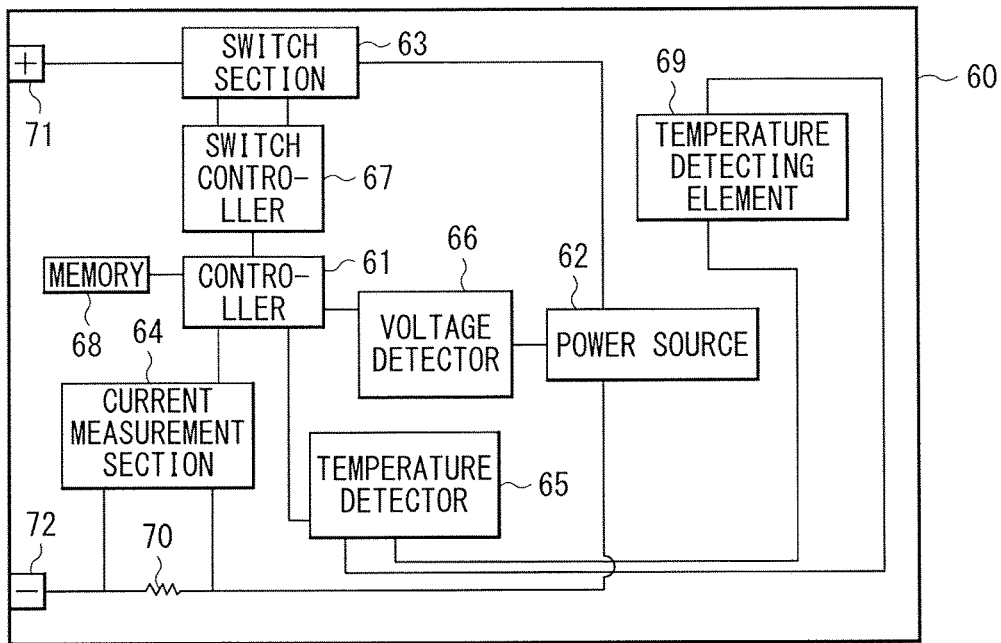 SWITCH
SECTION
63
+
71
69
60
TEMPERATURE
DETECTING
ELEMENT
SWITCH
CONTRO-
LLER
67
MEMORY
68
CONTRO-
LLER
61
66
62
VOLTAGE
DETECTOR
POWER SOURCE
64
CURRENT
MEASUREMENT
SECTION
TEMPERATURE
DETECTOR
65
72
−
70